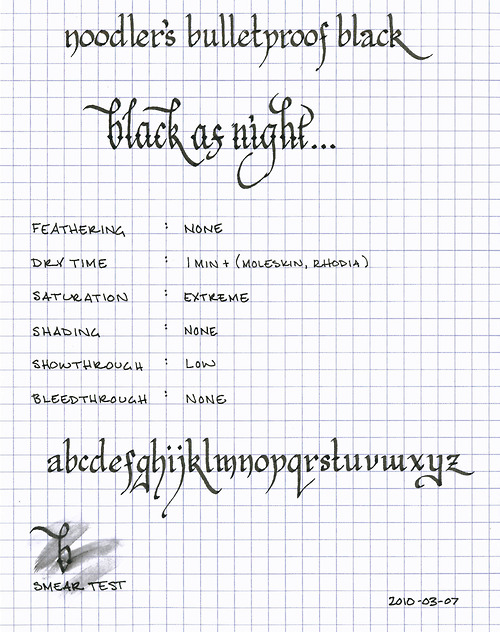 noodler's bulletproof black
black as night...
FEATHERING : NONE
DRY TIME : 1 MIN + (MOLESKIN, RHODIA)
SATURATION : EXTREME
SHADING : NONE
SHOWTHROUGH : LOW
BLEEDTHROUGH : NONE
abcdefghijklmnopqrstuvwxyz
b
SMEAR TEST
2010-03-07